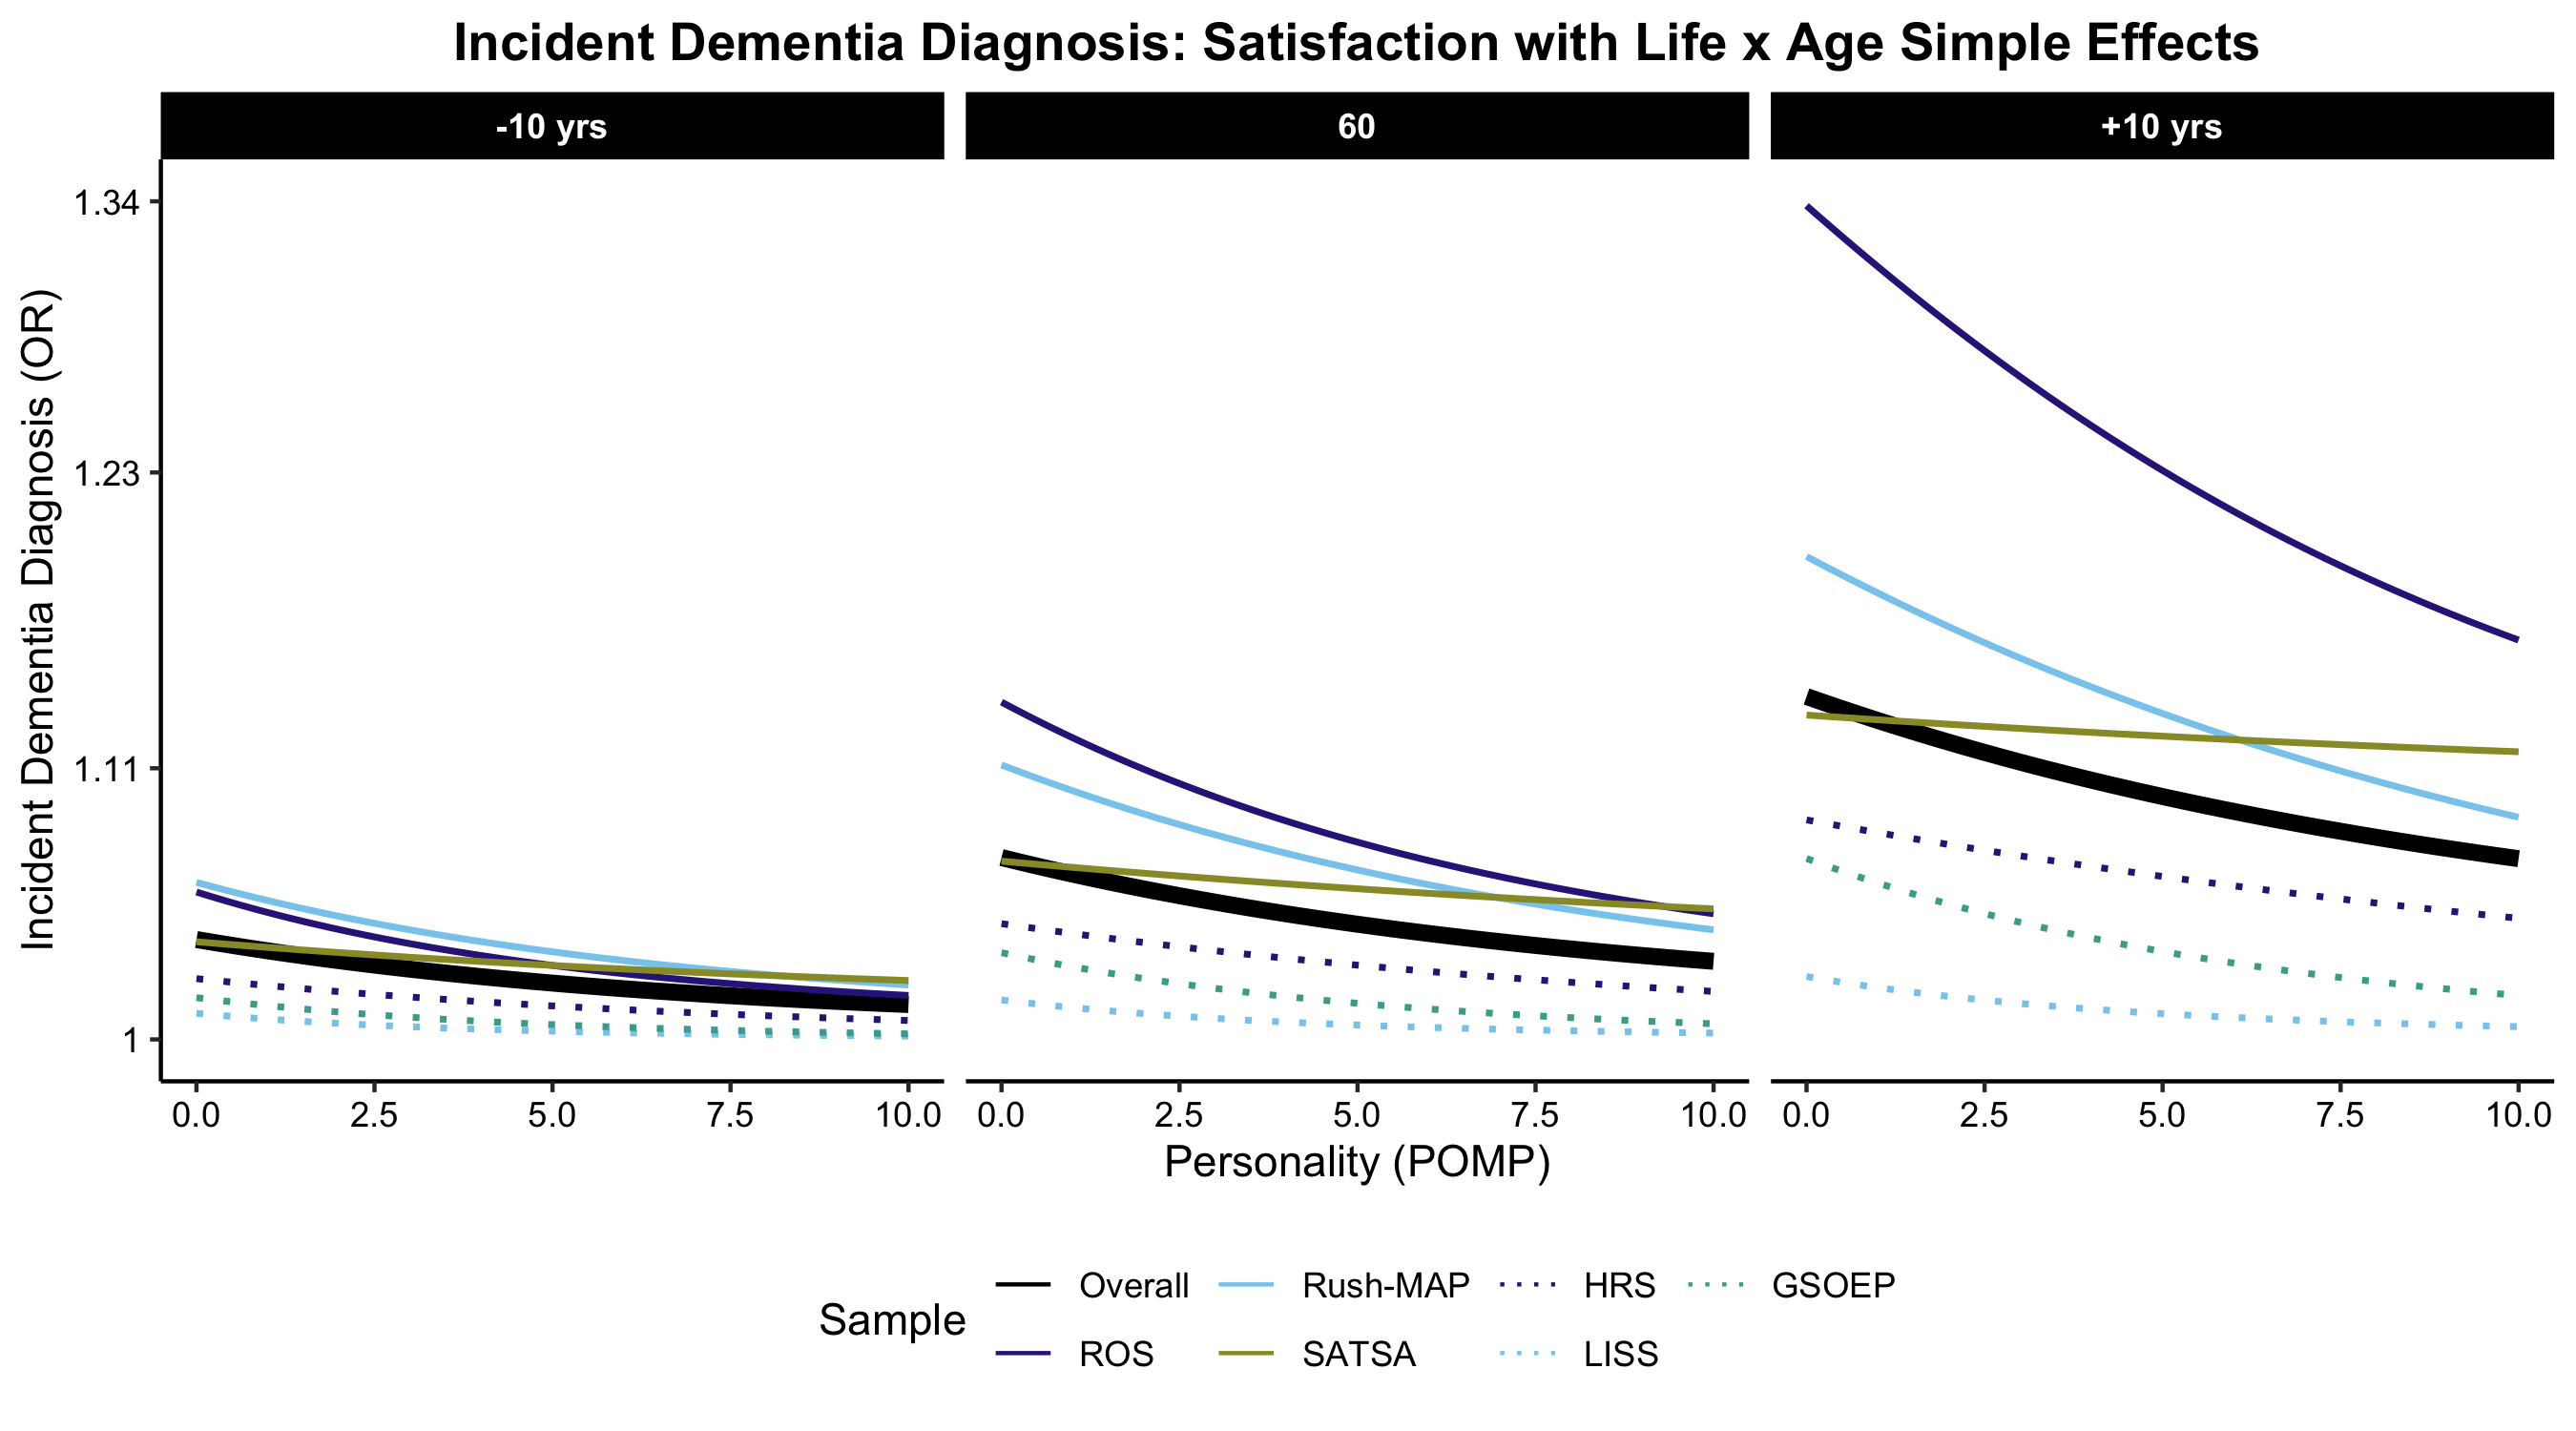 Incident Dementia Diagnosis: Satisfaction with Life x Age Simple Effects
-10 yrs 60 +10 yrs
Incident Dementia Diagnosis (OR)
1.34
1.23
1.11
1
0.0 2.5 5.0 7.5 10.0 0.0 2.5 5.0 7.5 10.0 0.0 2.5 5.0 7.5 10.0
Personality (POMP)
Sample
Overall Rush-MAP HRS GSOEP
ROS SATSA LISS